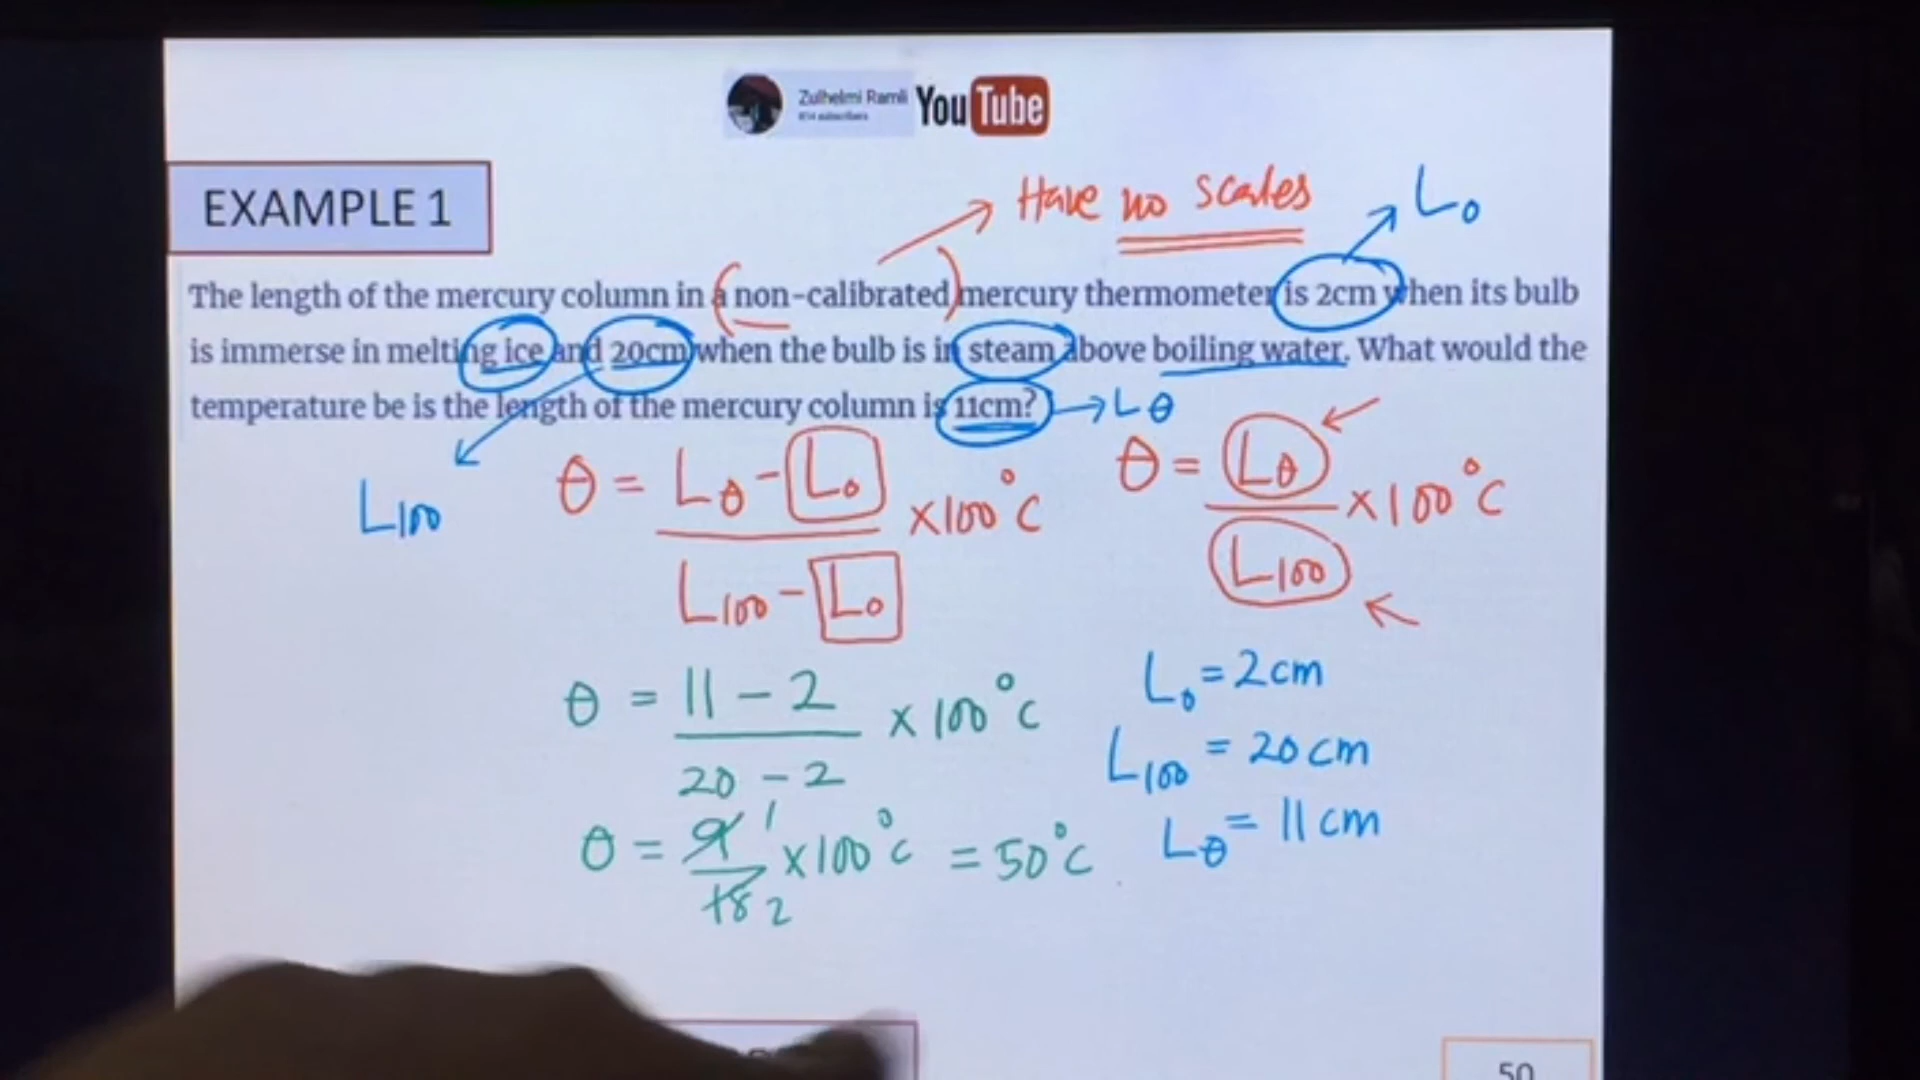 Zulhelmi Ramli
814 subscribers
YouTube
EXAMPLE 1
Have no scales
L₀
The length of the mercury column in a non-calibrated mercury thermometer is 2cm when its bulb
is immerse in melting ice and 20cm when the bulb is in steam above boiling water. What would the
temperature be is the length of the mercury column is 11cm?
Lθ
L₁₀₀
θ = Lθ - L₀ / L₁₀₀ - L₀ ×100°C
θ = Lθ / L₁₀₀ ×100°C
θ = 11 - 2 / 20 - 2 × 100°C
L₀ = 2cm
L₁₀₀ = 20cm
Lθ = 11cm
θ = 9 1 / 18 2 ×100°C = 50°C
50